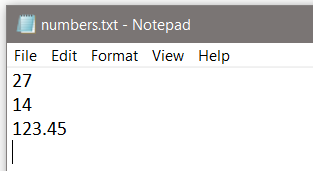 numbers.txt - Notepad
File Edit Format View Help
27
14
123.45